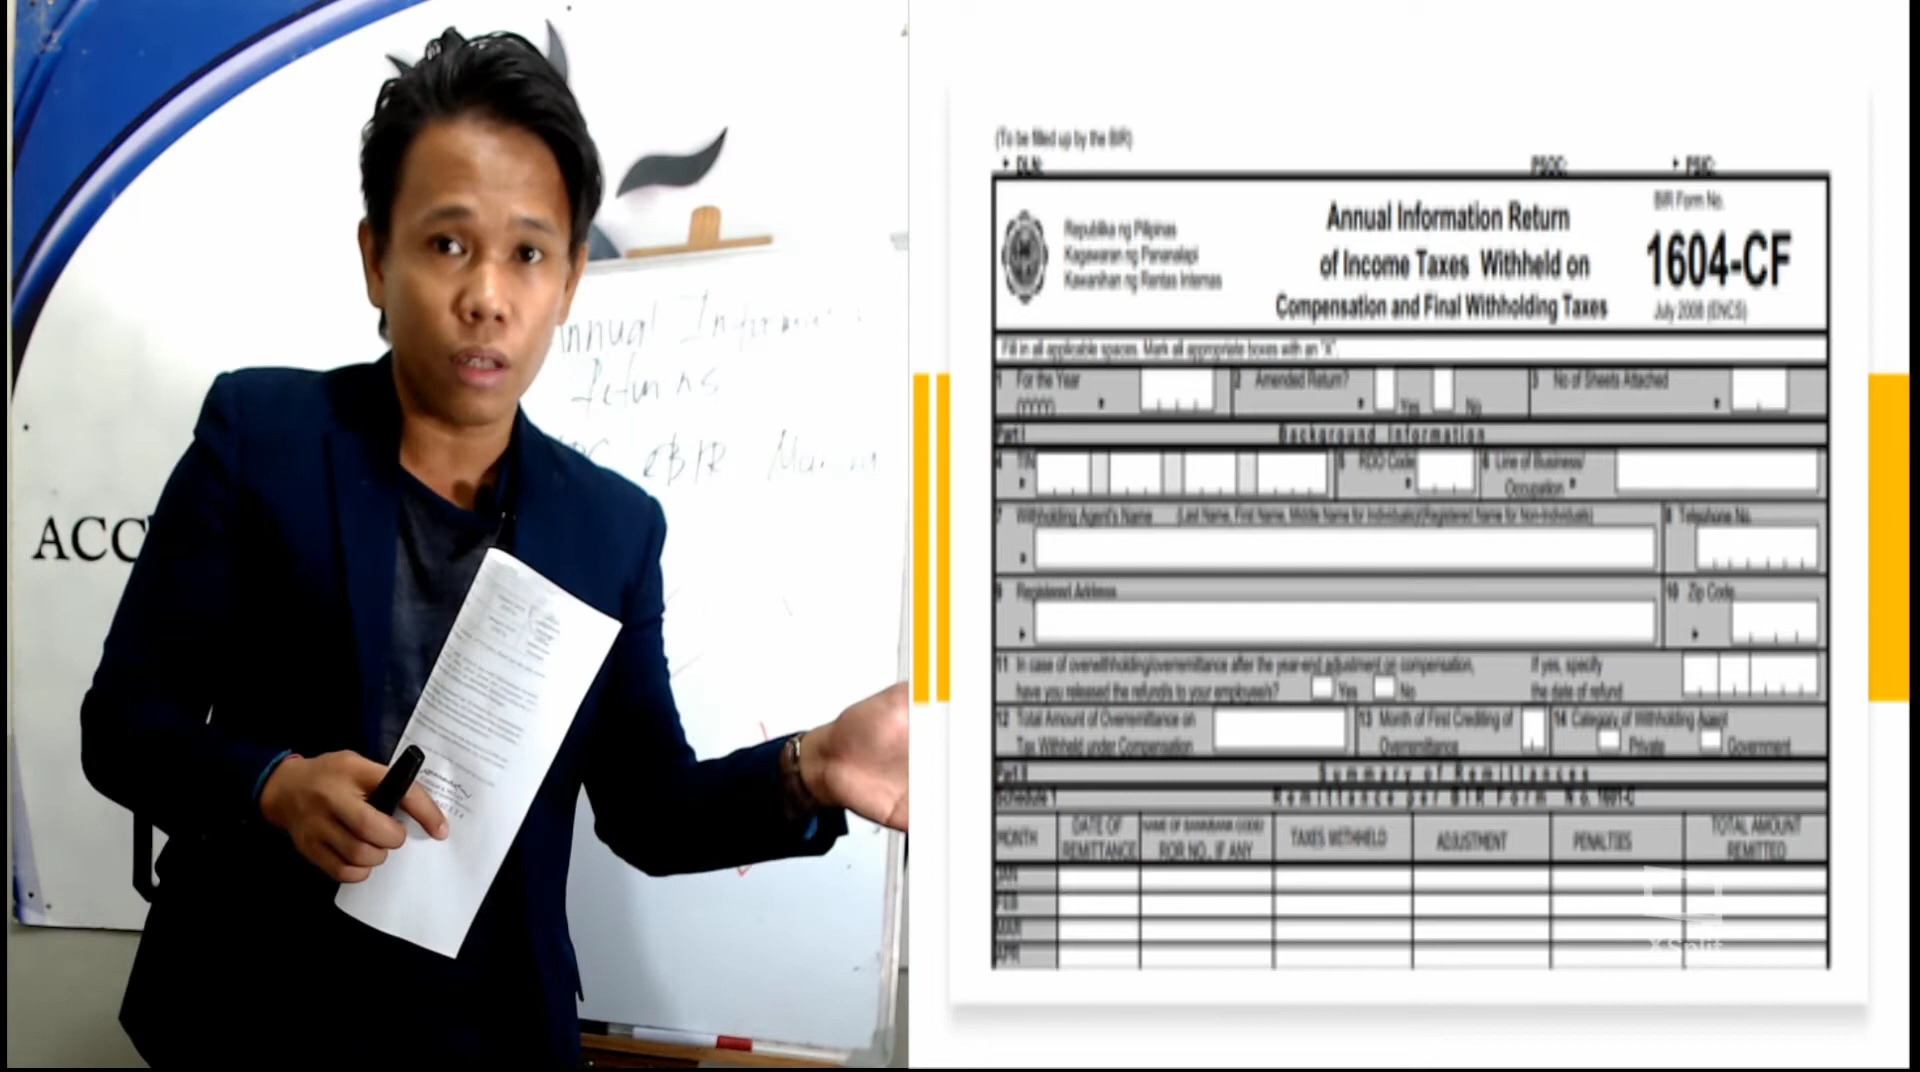 ACC
Annual
Returns
eBIR
(To be filled up by the BIR)
DLN:
PSOC:
PSIC:
Republika ng Pilipinas
Kagawaran ng Pananalapi
Kawanihan ng Rentas Internas
Annual Information Return
of Income Taxes Withheld on
Compensation and Final Withholding Taxes
BIR Form No.
1604-CF
July 2008 (ENCS)
Fill in all applicable spaces. Mark all appropriate boxes with an "X".
1 For the Year
(YYYY)
2 Amended Return?
Yes
No
3 No of Sheets Attached
Part I
Background Information
4 TIN
5 RDO Code
6 Line of Business/
Occupation
7 Withholding Agent's Name (Last Name, First Name, Middle Name for Individuals)/(Registered Name for Non-Individuals)
8 Telephone No.
9 Registered Address
10 Zip Code
11 In case of overwithholding/overremittance after the year-end adjustment on compensation,
have you released the refund/s to your employee/s?
Yes
No
If yes, specify
the date of refund
12 Total Amount of Overremittance on
Tax Withheld under Compensation
13 Month of First Crediting of
Overremittance
14 Category of Withholding Agent
Private
Government
Part II
Summary of Remittances
Schedule 1
Remittance per BIR Form No. 1601-C
MONTH
DATE OF
REMITTANCE
NAME OF BANK/BANK CODE/
ROR NO., IF ANY
TAXES WITHHELD
ADJUSTMENT
PENALTIES
TOTAL AMOUNT
REMITTED
JAN
FEB
MAR
APR
XSplit